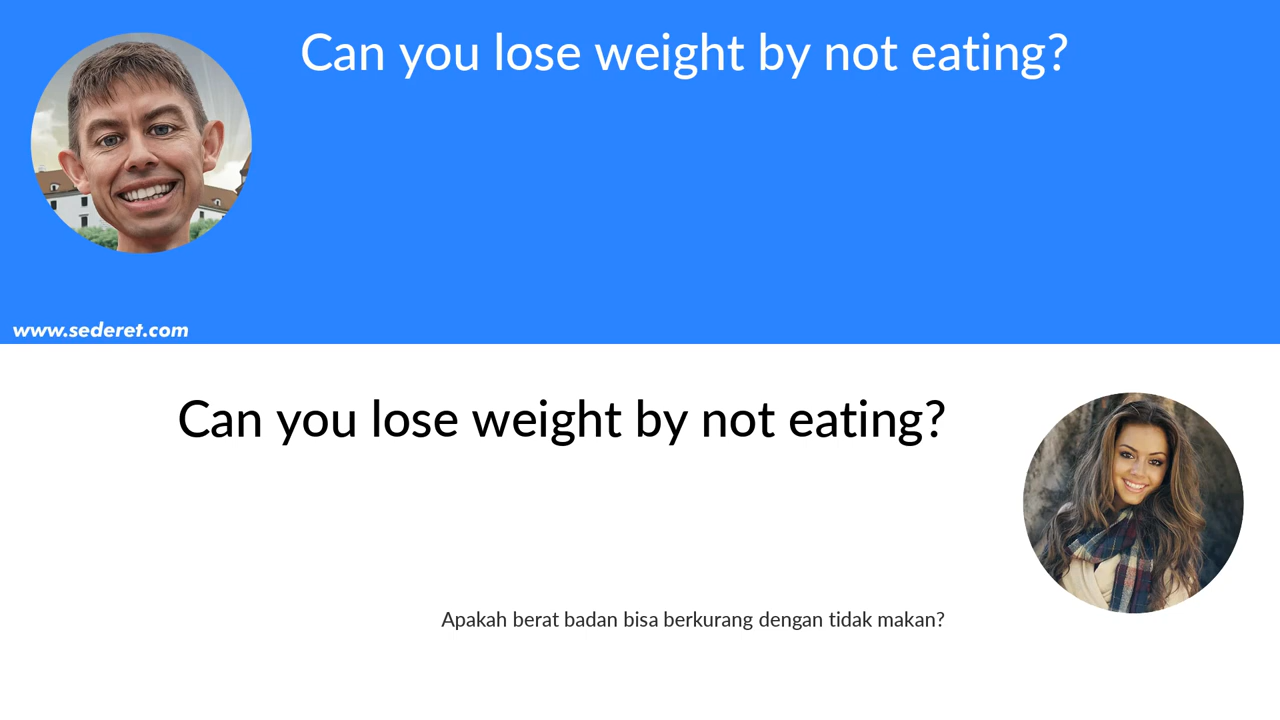 Can you lose weight by not eating?
www.sederet.com
Can you lose weight by not eating?
Apakah berat badan bisa berkurang dengan tidak makan?